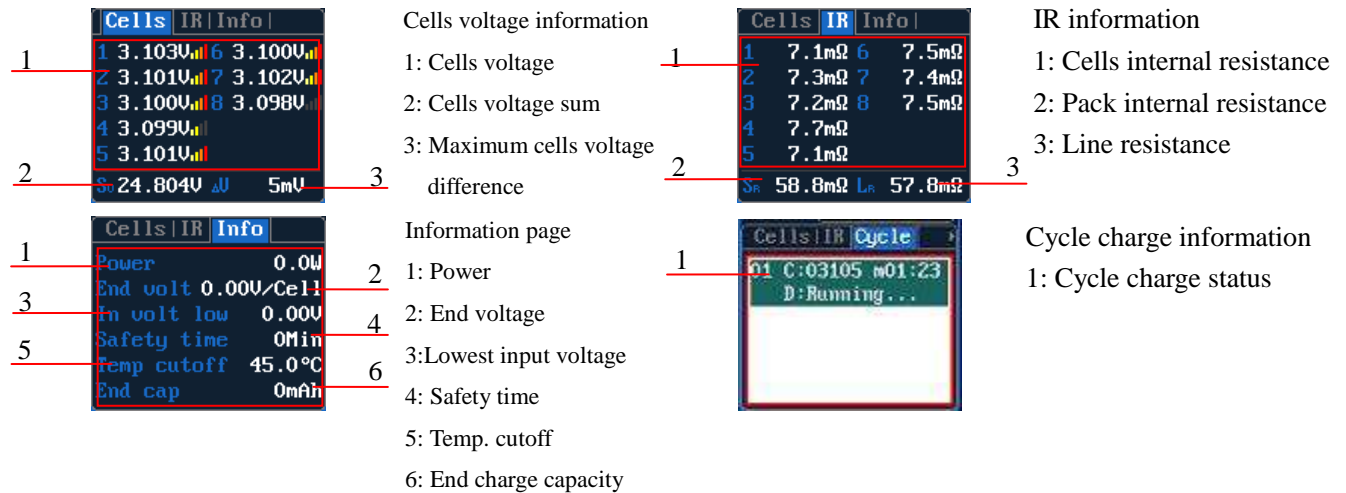 Cells IR Info
1 3.103V 6 3.100V
2 3.101V 7 3.102V
3 3.100V 8 3.098V
4 3.099V
5 3.101V
24.804V ΔU 5mV
1
2
3
Cells voltage information
1: Cells voltage
2: Cells voltage sum
3: Maximum cells voltage
difference
Cells IR Info
1 7.1mΩ 6 7.5mΩ
2 7.3mΩ 7 7.4mΩ
3 7.2mΩ 8 7.5mΩ
4 7.7mΩ
5 7.1mΩ
SR 58.8mΩ LR 57.8mΩ
1
2
3
IR information
1: Cells internal resistance
2: Pack internal resistance
3: Line resistance
Cells IR Info
Power 0.0W
End volt 0.00V/Cell
In volt low 0.00V
Safety time 0Min
Temp cutoff 45.0°C
End cap 0mAh
1
2
3
4
5
6
Information page
1: Power
2: End voltage
3:Lowest input voltage
4: Safety time
5: Temp. cutoff
6: End charge capacity
Cells IR Cycle
01 C:03105 m01:23
D:Running...
1
Cycle charge information
1: Cycle charge status